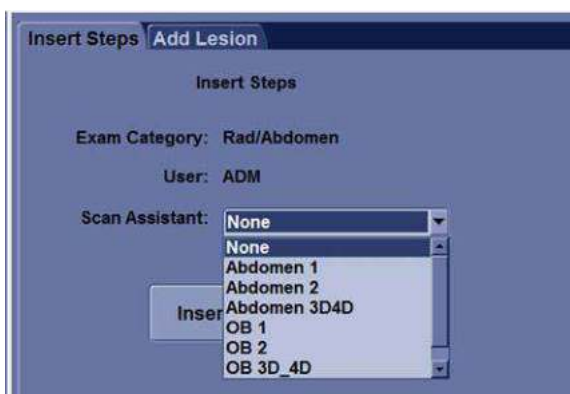 Insert Steps Add Lesion
Insert Steps
Exam Category: Rad/Abdomen
User: ADM
Scan Assistant: None
None
Abdomen 1
Abdomen 2
Abdomen 3D4D
OB 1
OB 2
OB 3D_4D